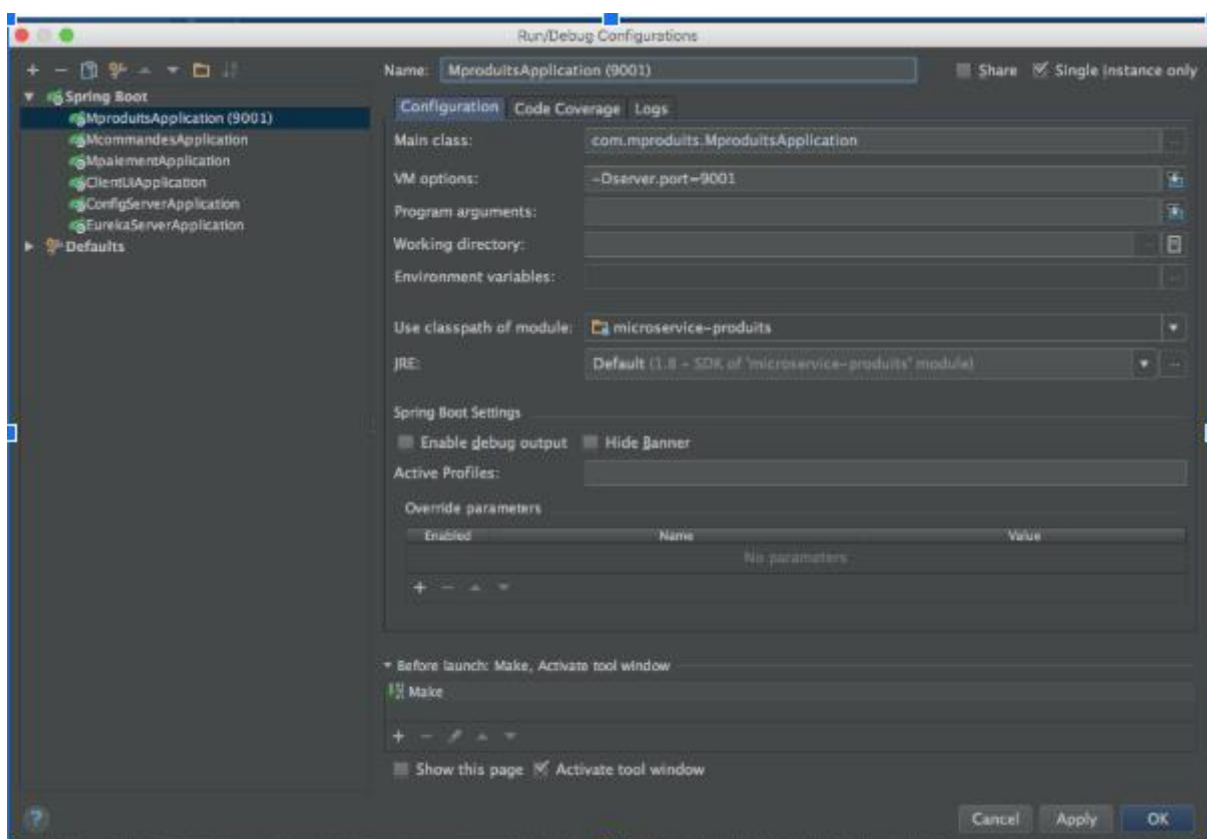 Run/Debug Configurations
Name: MproduitsApplication (9001) Share Single instance only
Spring Boot
MproduitsApplication (9001)
McommandesApplication
MpaiementApplication
ClientUiApplication
ConfigServerApplication
EurekaServerApplication
Defaults
Configuration Code Coverage Logs
Main class: com.mproduits.MproduitsApplication
VM options: -Dserver.port=9001
Program arguments:
Working directory:
Environment variables:
Use classpath of module: microservice-produits
JRE: Default (1.8 - SDK of 'microservice-produits' module)
Spring Boot Settings
Enable debug output Hide Banner
Active Profiles:
Override parameters
Enabled Name Value
No parameters
Before launch: Make, Activate tool window
Make
Show this page Activate tool window
? Cancel Apply OK